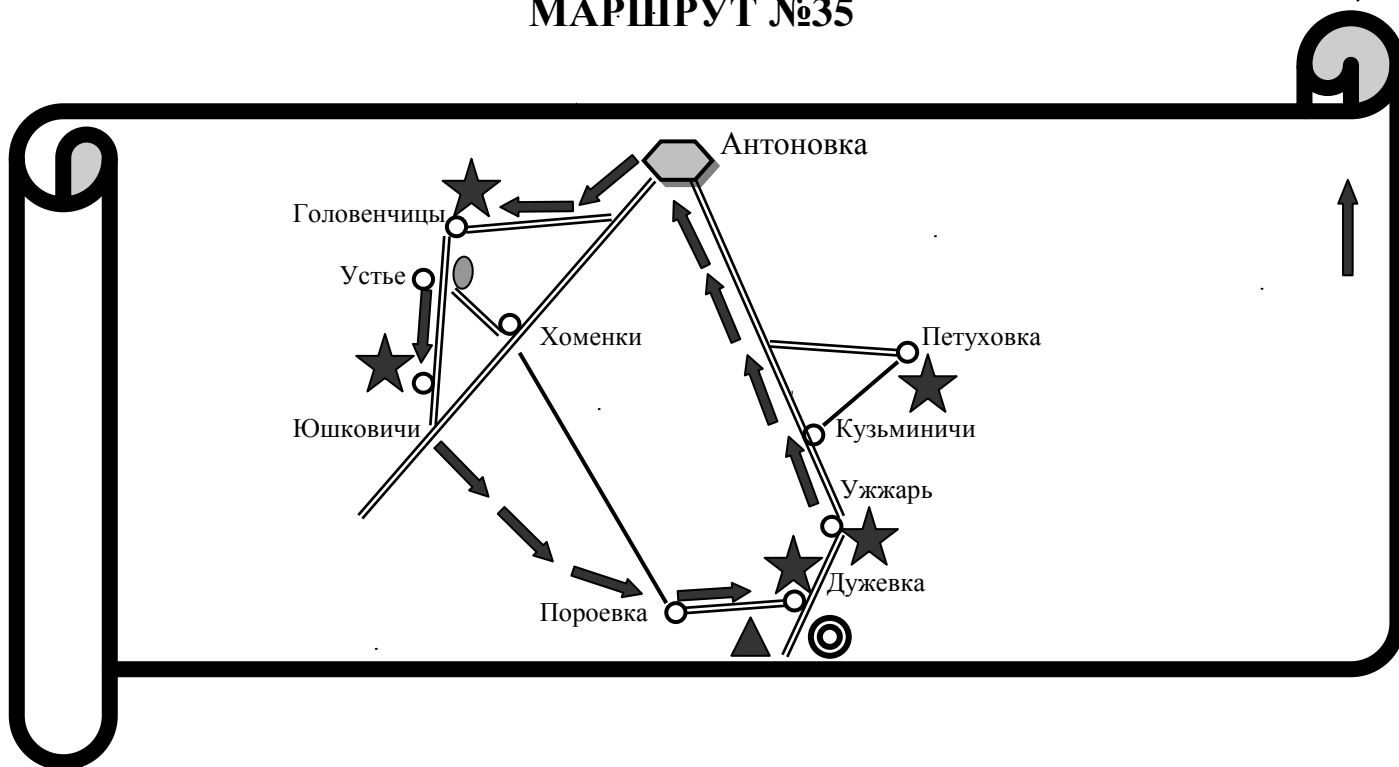 МАРШРУТ №35
Антоновка
Головенчицы
Устье
Хоменки
Петуховка
Юшковичи
Кузьминичи
Ужжарь
Дужевка
Пороевка